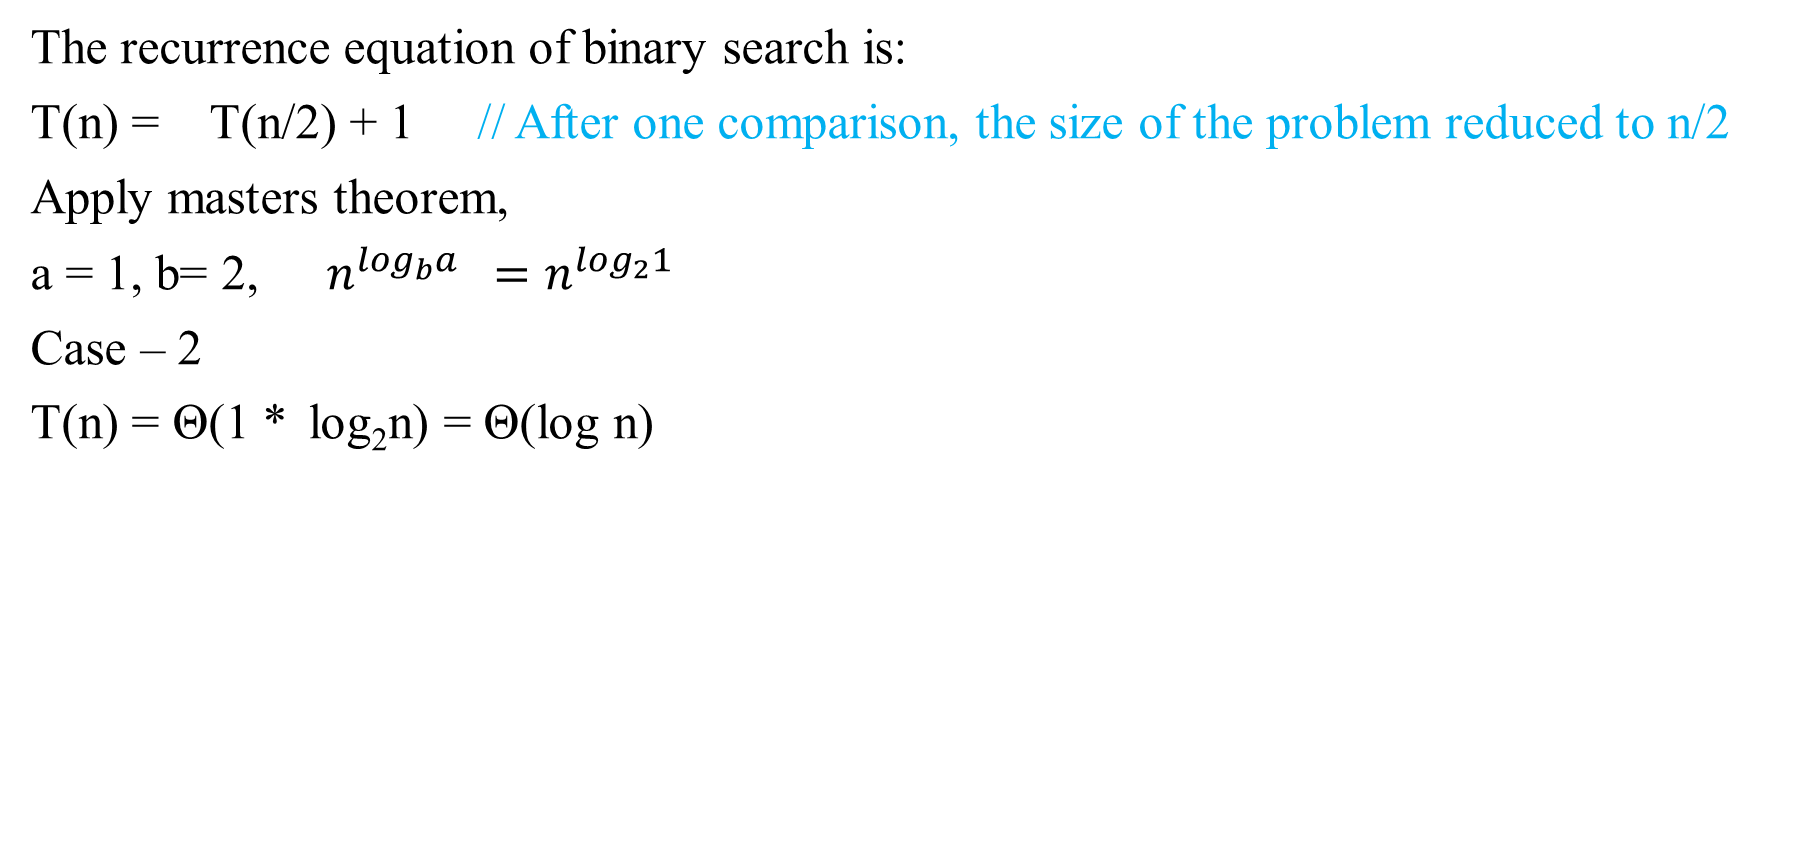 The recurrence equation of binary search is:
T(n) = T(n/2) + 1 // After one comparison, the size of the problem reduced to n/2
Apply masters theorem,
a = 1, b= 2, n^{log_b a} = n^{log_2 1}
Case – 2
T(n) = Θ(1 * log₂n) = Θ(log n)